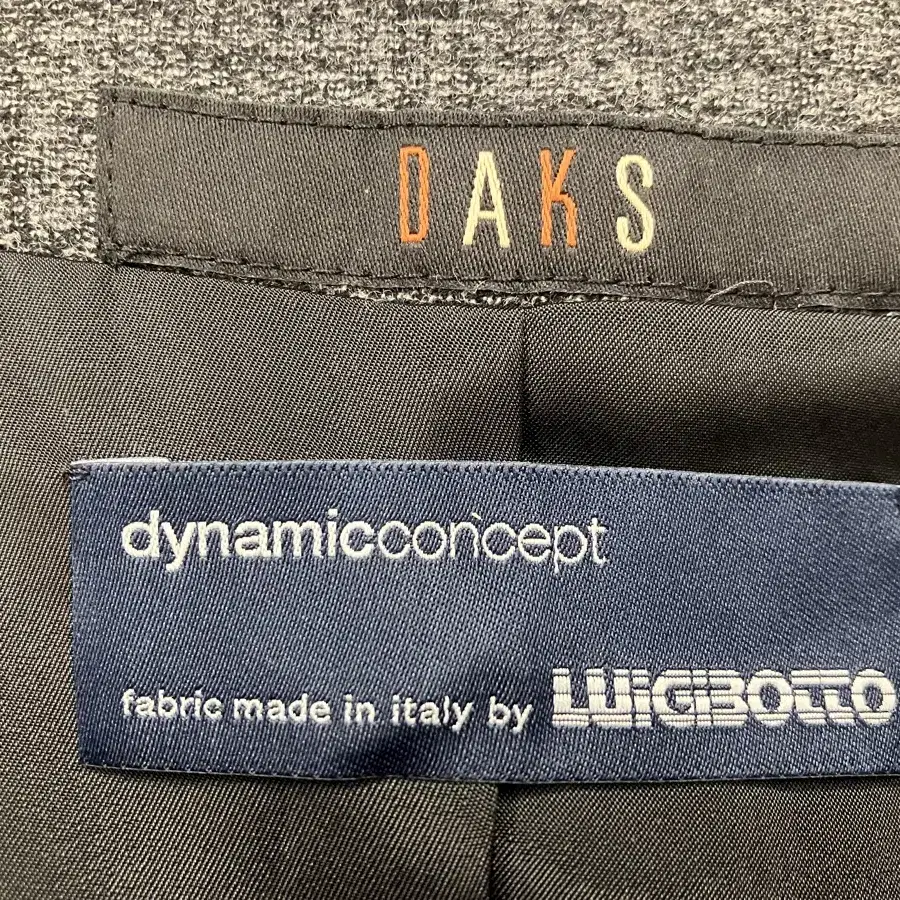 DAKS
dynamicconcept
fabric made in italy by LUIGIBOTTO